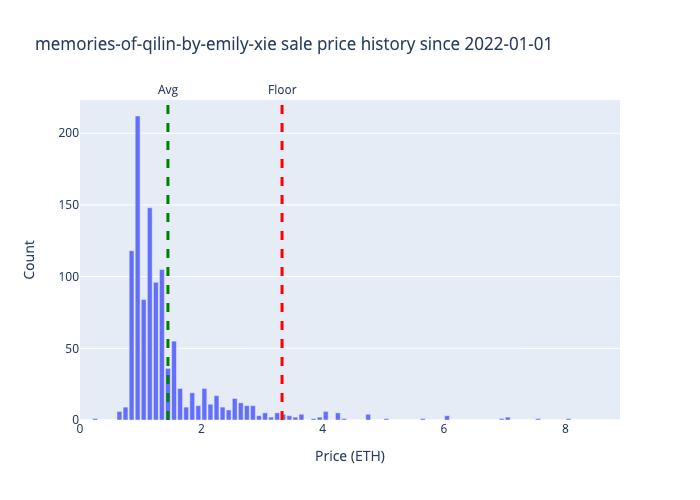 memories-of-qilin-by-emily-xie sale price history since 2022-01-01
Avg
Floor
200
150
100
50
0
0 2 4 6 8
Count
Price (ETH)